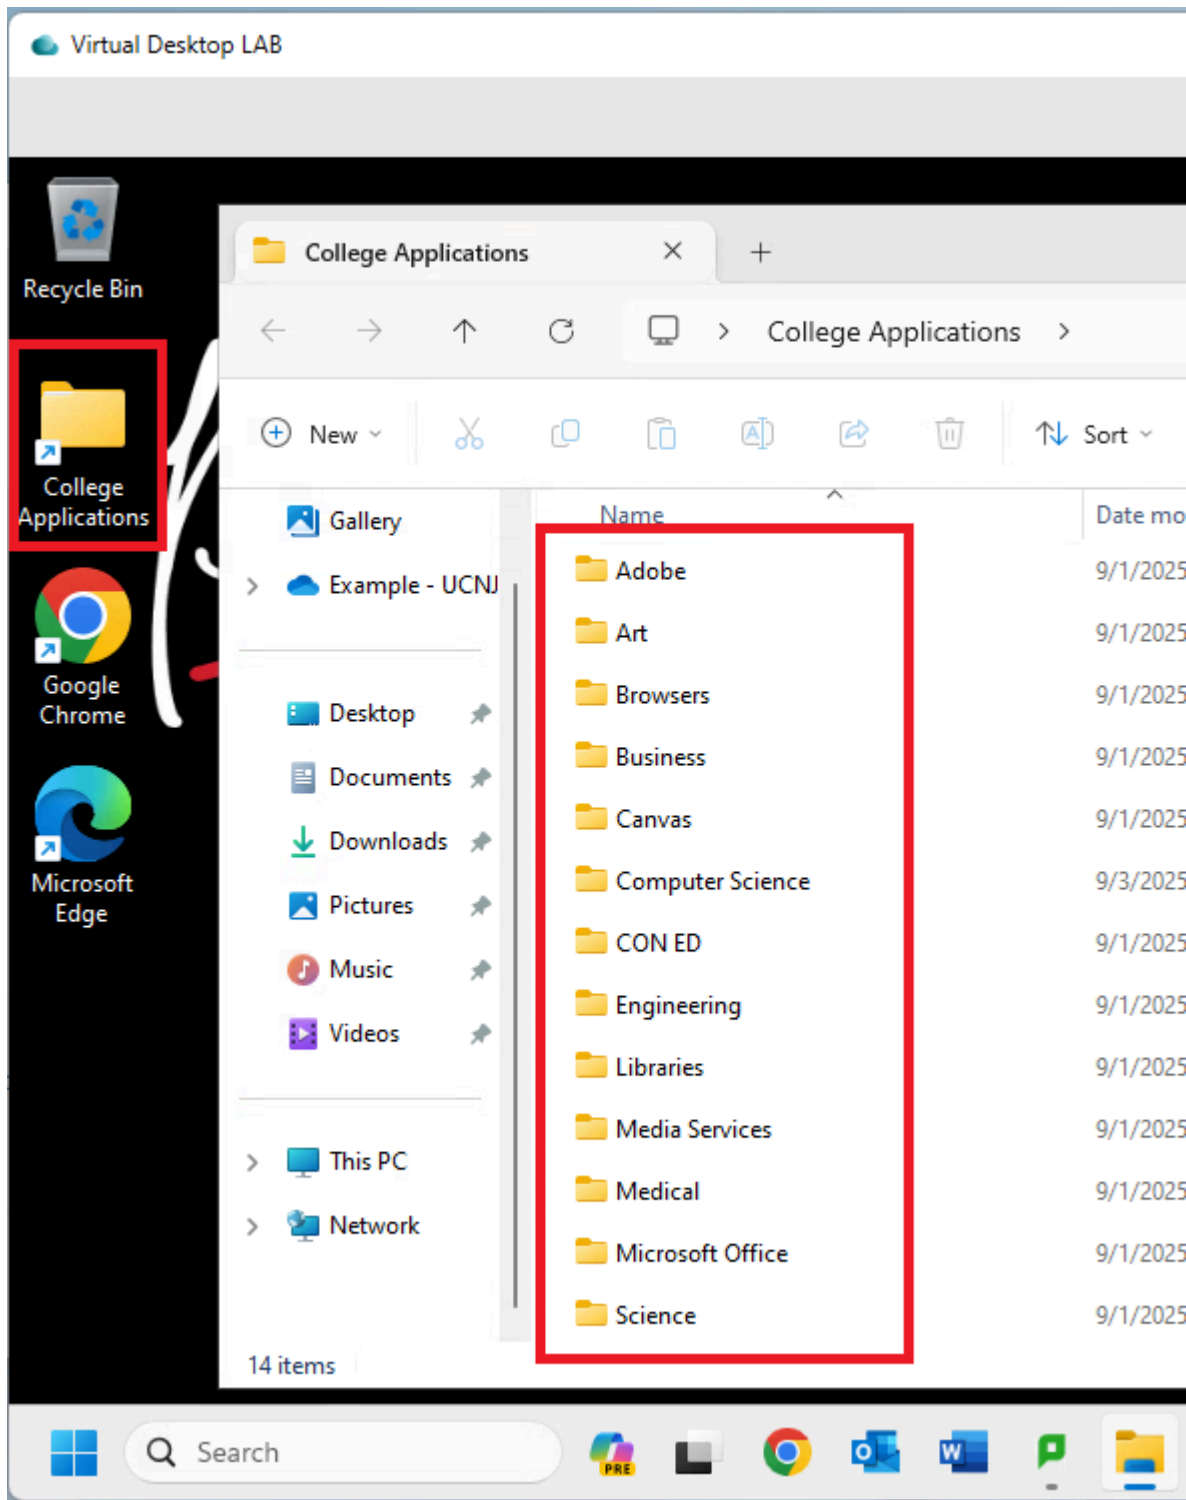 Virtual Desktop LAB
Recycle Bin
College
Applications
Google
Chrome
Microsoft
Edge
College Applications
College Applications
New
Sort
Gallery
Example - UCNJ
Desktop
Documents
Downloads
Pictures
Music
Videos
This PC
Network
Name
Date mo
Adobe
9/1/2025
Art
9/1/2025
Browsers
9/1/2025
Business
9/1/2025
Canvas
9/1/2025
Computer Science
9/3/2025
CON ED
9/1/2025
Engineering
9/1/2025
Libraries
9/1/2025
Media Services
9/1/2025
Medical
9/1/2025
Microsoft Office
9/1/2025
Science
9/1/2025
14 items
Search
PRE